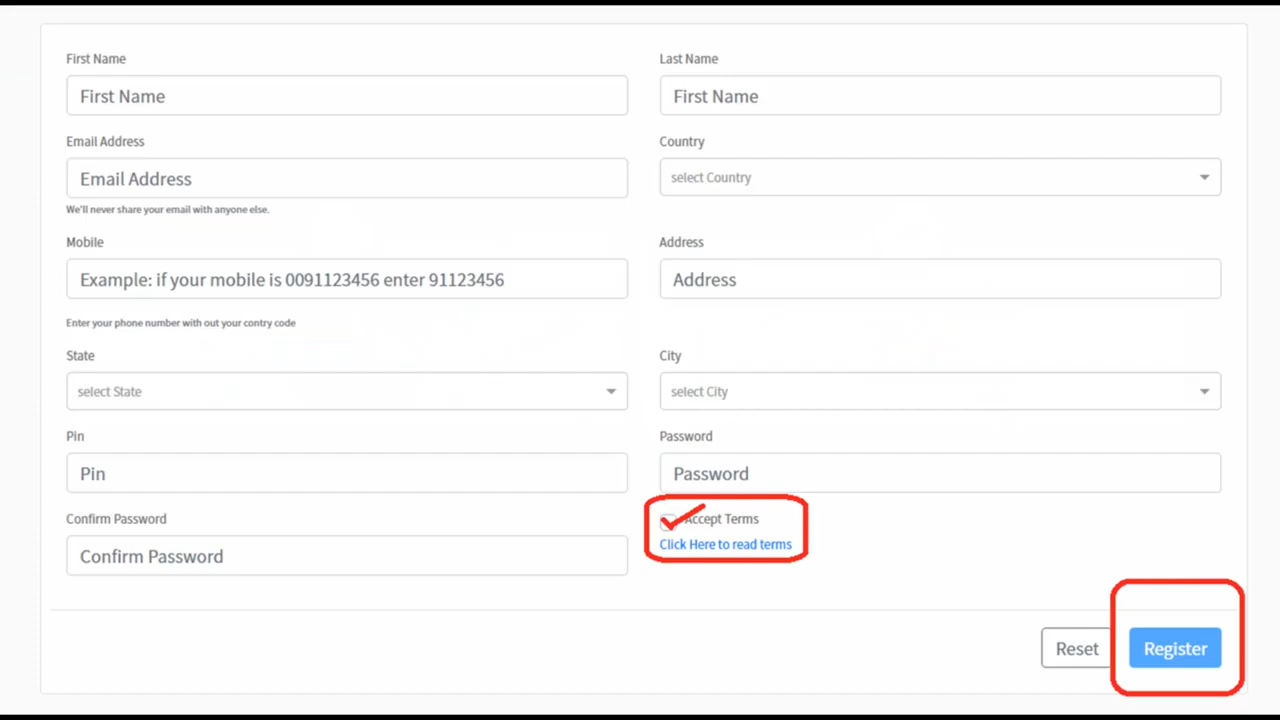 First Name
Last Name
First Name
First Name
Email Address
Country
Email Address
select Country
We'll never share your email with anyone else.
Mobile
Address
Example: if your mobile is 0091123456 enter 91123456
Address
Enter your phone number with out your contry code
State
City
select State
select City
Pin
Password
Pin
Password
Confirm Password
Accept Terms
Click Here to read terms
Confirm Password
Reset
Register